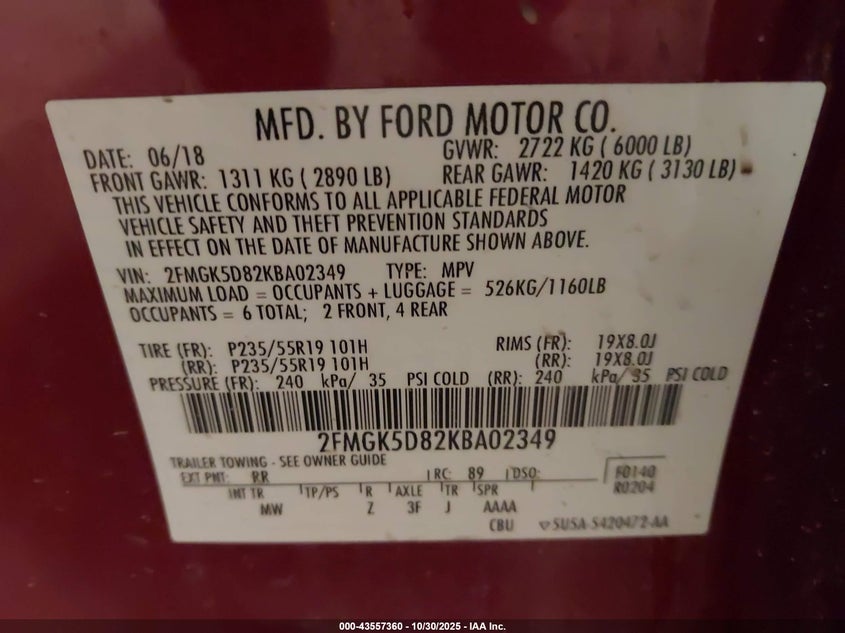 MFD. BY FORD MOTOR CO.
DATE: 06/18 GVWR: 2722 KG ( 6000 LB)
FRONT GAWR: 1311 KG ( 2890 LB) REAR GAWR: 1420 KG ( 3130 LB)
THIS VEHICLE CONFORMS TO ALL APPLICABLE FEDERAL MOTOR
VEHICLE SAFETY AND THEFT PREVENTION STANDARDS
IN EFFECT ON THE DATE OF MANUFACTURE SHOWN ABOVE.
VIN: 2FMGK5D82KBA02349 TYPE: MPV
MAXIMUM LOAD = OCCUPANTS + LUGGAGE = 526KG/1160LB
OCCUPANTS = 6 TOTAL; 2 FRONT, 4 REAR
TIRE (FR): P235/55R19 101H RIMS (FR): 19X8.0J
(RR): P235/55R19 101H (RR): 19X8.0J
PRESSURE (FR): 240 kPa/ 35 PSI COLD (RR): 240 kPa/ 35 PSI COLD
2FMGK5D82KBA02349
TRAILER TOWING - SEE OWNER GUIDE
EXT PNT: RR RC: 89 DSO: F0140
INT TR TP/PS R AXLE TR SPR R0204
MW Z 3F J AAAA
CBU 5U5A-5420472-AA
000-43557360 - 10/30/2025 - IAA Inc.